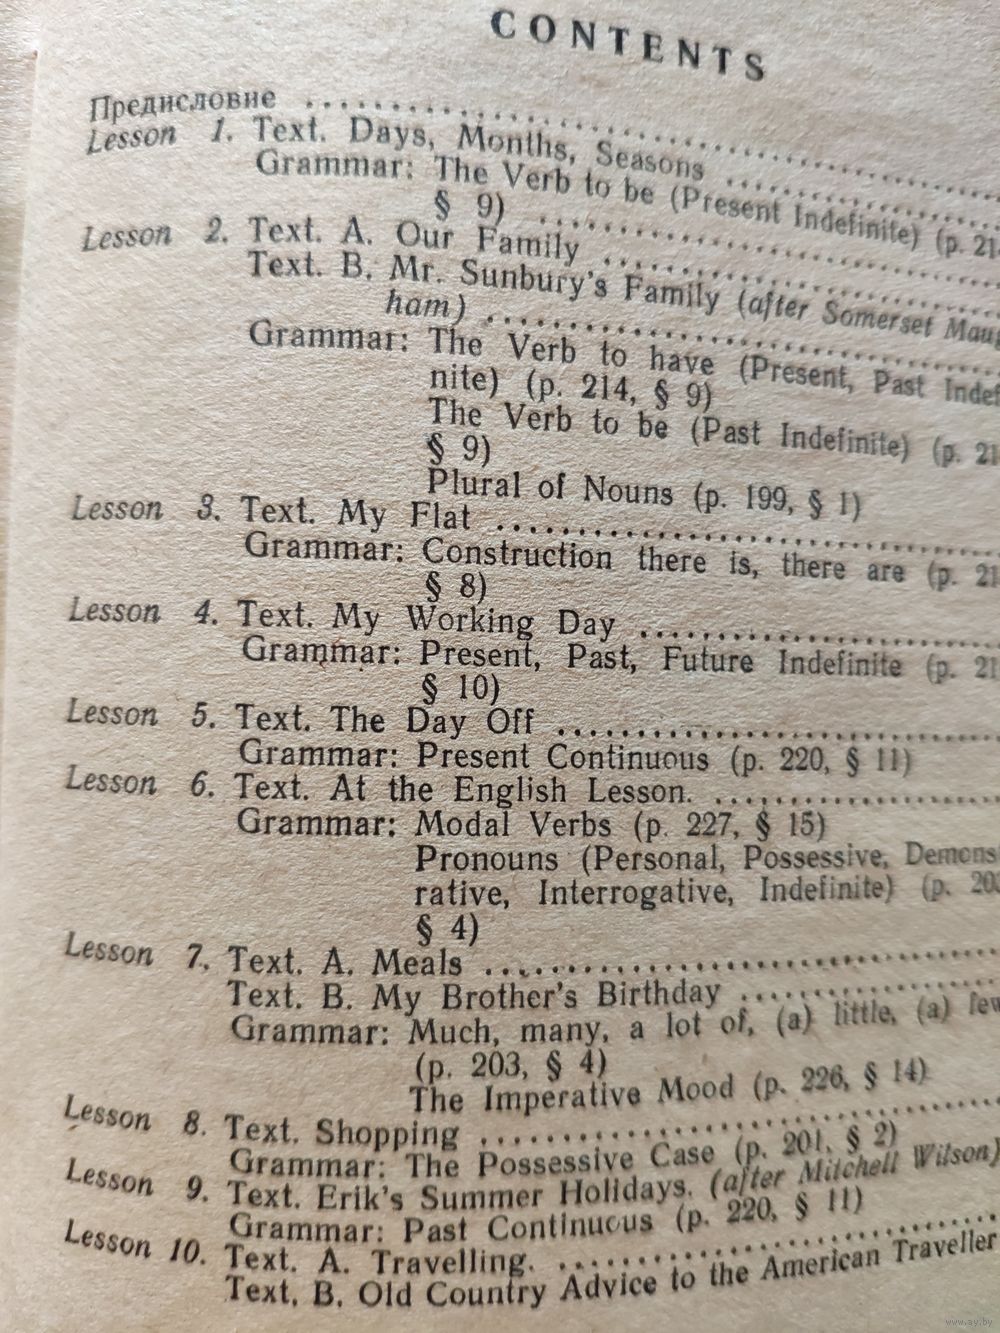 CONTENTS
Предисловие
Lesson 1. Text. Days, Months, Seasons
Grammar: The Verb to be (Present Indefinite) (p.
§ 9)
Lesson 2. Text. A. Our Family
Text. B. Mr. Sunbury's Family (after Somerset Maug
ham)
Grammar: The Verb to have (Present, Past Indef
nite) (p. 214, § 9)
The Verb to be (Past Indefinite) (p.
§ 9)
Plural of Nouns (p. 199, § 1)
Lesson 3. Text. My Flat
Grammar: Construction there is, there are (p.
§ 8)
Lesson 4. Text. My Working Day
Grammar: Present, Past, Future Indefinite (p.
§ 10)
Lesson 5. Text. The Day Off
Grammar: Present Continuous (p. 220, § 11)
Lesson 6. Text. At the English Lesson.
Grammar: Modal Verbs (p. 227, § 15)
Pronouns (Personal, Possessive, Demonst
rative, Interrogative, Indefinite) (p. 203
§ 4)
Lesson 7. Text. A. Meals
Text. B. My Brother's Birthday
Grammar: Much, many, a lot of, (a) little, (a) few
(p. 203, § 4)
The Imperative Mood (p. 226, § 14)
Lesson 8. Text. Shopping
Grammar: The Possessive Case (p. 201, § 2)
Lesson 9. Text. Erik's Summer Holidays. (after Mitchell Wilson)
Grammar: Past Continuous (p. 220, § 11)
Lesson 10. Text. A. Travelling.
Text. B. Old Country Advice to the American Traveller
www.ay.by